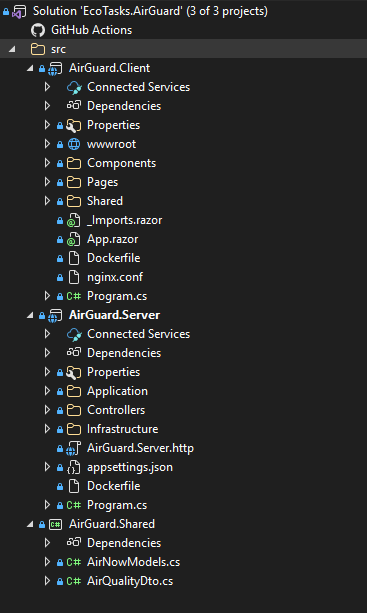 Solution 'EcoTasks.AirGuard' (3 of 3 projects)
GitHub Actions
src
AirGuard.Client
Connected Services
Dependencies
Properties
wwwroot
Components
Pages
Shared
_Imports.razor
App.razor
Dockerfile
nginx.conf
C# Program.cs
AirGuard.Server
Connected Services
Dependencies
Properties
Application
Controllers
Infrastructure
AirGuard.Server.http
appsettings.json
Dockerfile
C# Program.cs
C# AirGuard.Shared
Dependencies
C# AirNowModels.cs
C# AirQualityDto.cs